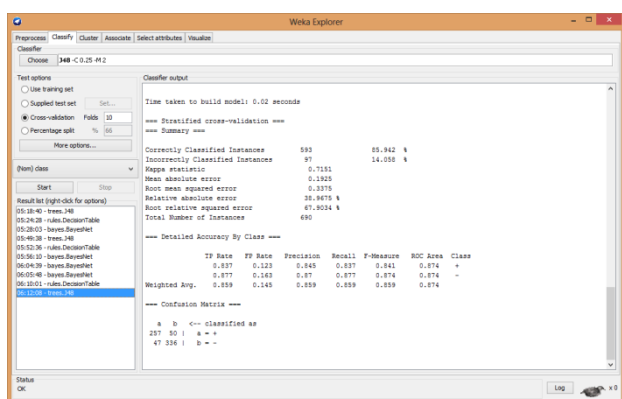 Weka Explorer
Preprocess Classify Cluster Associate Select attributes Visualize
Classifier
Choose J48 -C 0.25 -M 2
Test options
Use training set
Supplied test set Set...
Cross-validation Folds 10
Percentage split % 66
More options...
(Nom) class
Start Stop
Result list (right-click for options)
05:18:40 - trees.J48
05:24:28 - rules.DecisionTable
05:28:03 - bayes.BayesNet
05:49:38 - trees.J48
05:52:36 - rules.DecisionTable
05:56:10 - bayes.BayesNet
06:04:39 - bayes.BayesNet
06:05:48 - bayes.BayesNet
06:10:01 - rules.DecisionTable
06:12:08 - trees.J48
Classifier output
Time taken to build model: 0.02 seconds
=== Stratified cross-validation ===
=== Summary ===
Correctly Classified Instances 593 85.942 %
Incorrectly Classified Instances 97 14.058 %
Kappa statistic 0.7151
Mean absolute error 0.1925
Root mean squared error 0.3375
Relative absolute error 38.9675 %
Root relative squared error 67.9034 %
Total Number of Instances 690
=== Detailed Accuracy By Class ===
TP Rate FP Rate Precision Recall F-Measure ROC Area Class
0.837 0.123 0.845 0.837 0.841 0.874 +
0.877 0.163 0.87 0.877 0.874 0.874 -
Weighted Avg. 0.859 0.145 0.859 0.859 0.859 0.874
=== Confusion Matrix ===
a b <-- classified as
257 50 | a = +
47 336 | b = -
Status
OK
Log
x 0